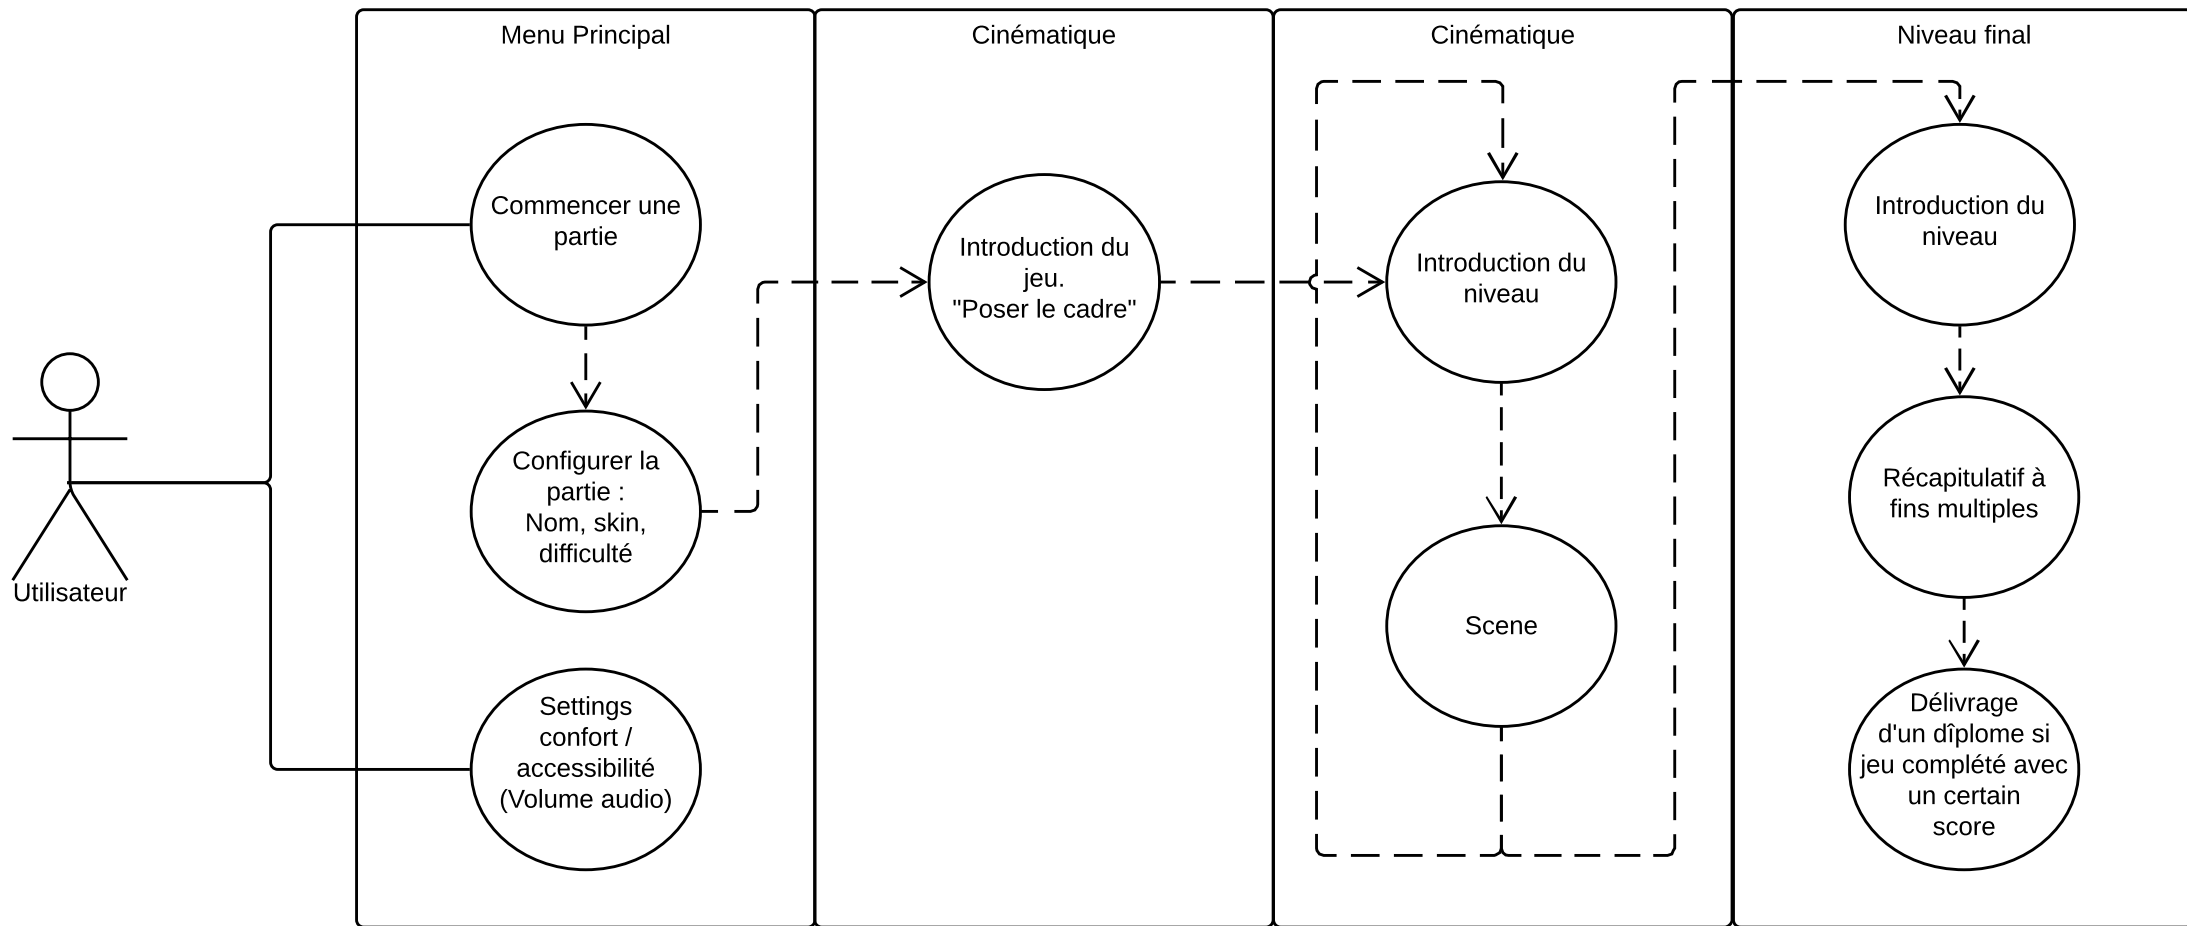 Menu Principal
Cinématique
Cinématique
Niveau final
Commencer une
partie
Configurer la
partie :
Nom, skin,
difficulté
Settings
confort /
accessibilité
(Volume audio)
Utilisateur
Introduction du
jeu.
"Poser le cadre"
Introduction du
niveau
Scene
Introduction du
niveau
Récapitulatif à
fins multiples
Délivrage
d'un dîplome si
jeu complété avec
un certain
score